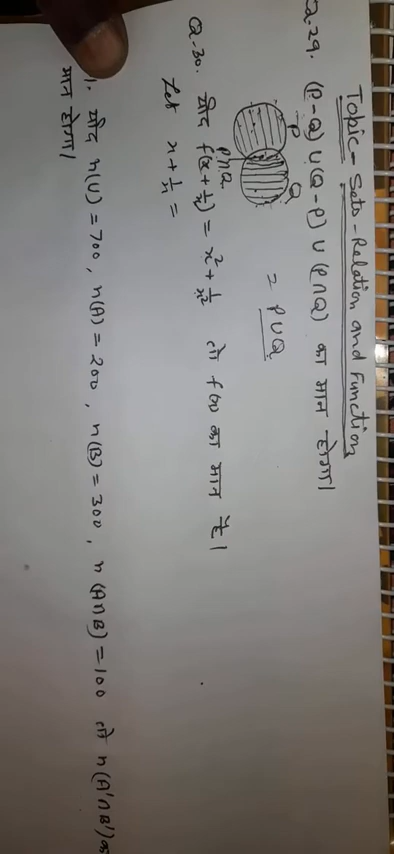 Topic- Sets-Relation and Function
Q-29. (P-Q) U (Q-P) U (P∩Q) का मान होगा।
P Q
P∩Q
= P U Q
Q-30. यदि f(x + 1/x) = x² + 1/x² तो f(x) का मान है।
Let x + 1/x =
1. यदि n(U) = 700, n(A) = 200, n(B) = 300, n(A∩B) = 100 तो n(A'∩B') का
मान होगा।